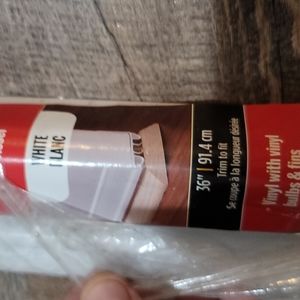 WHITE
BLANC
36" | 91.4 cm
Trim to fit
Se coupe à la longueur désirée
Vinyl with vinyl
bulbs & fins